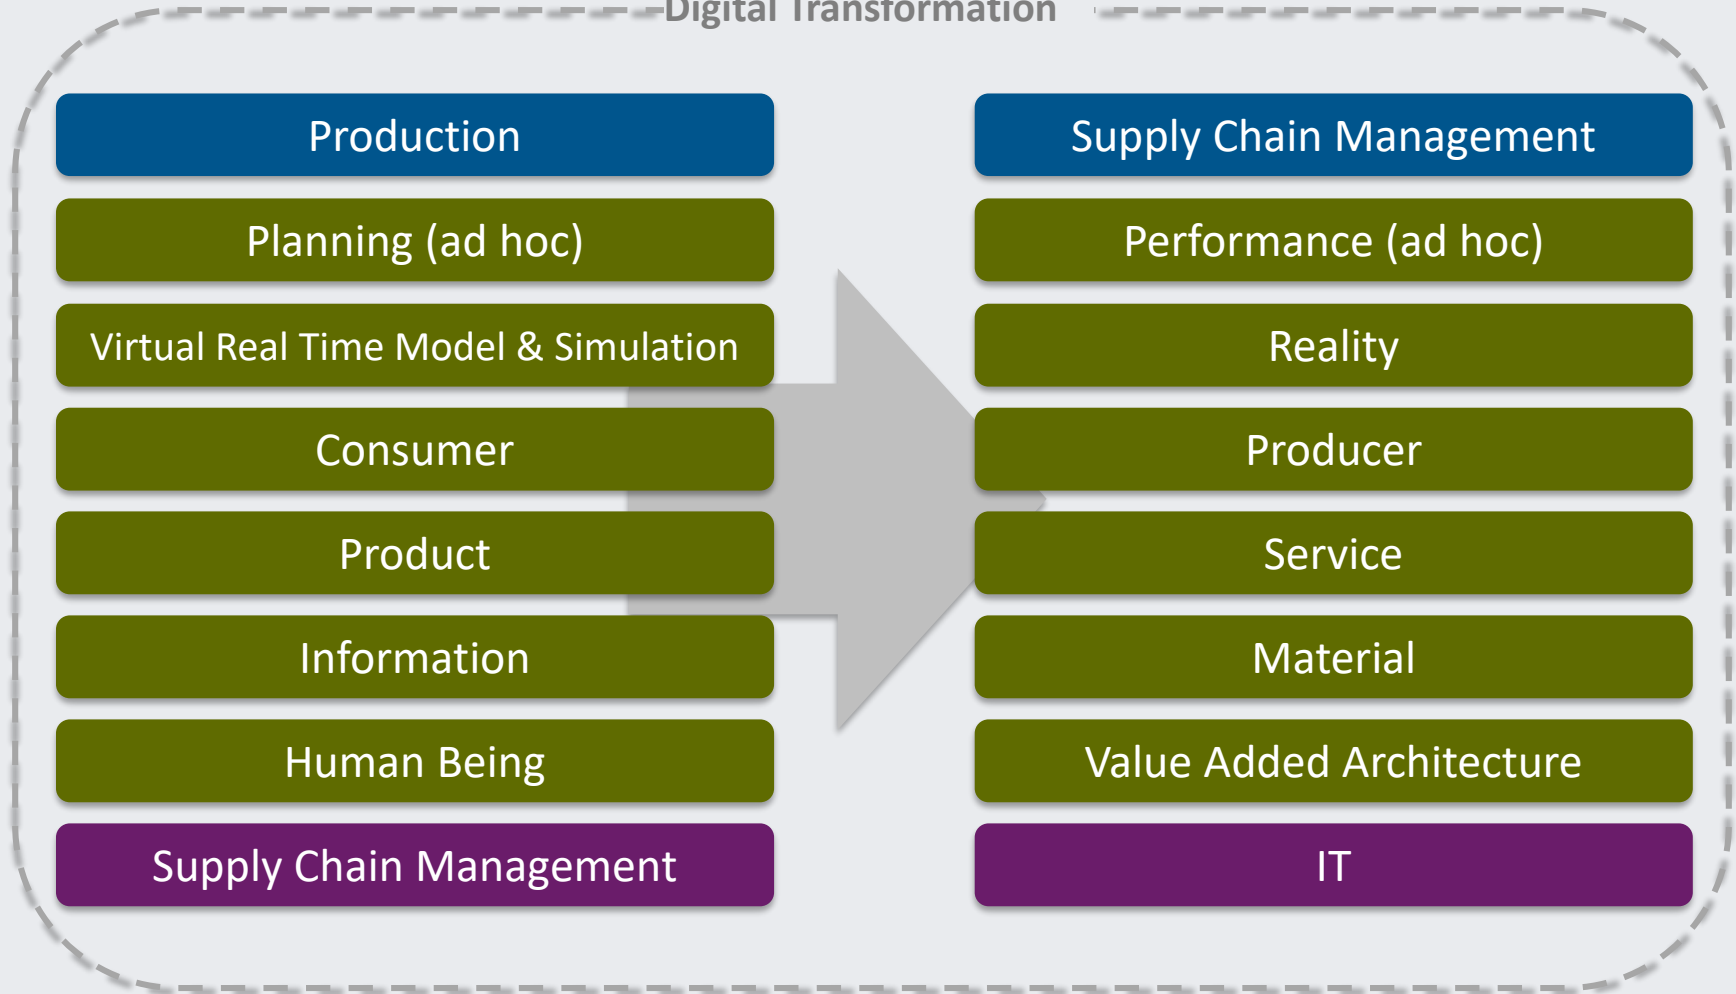 Digital Transformation
Production
Supply Chain Management
Planning (ad hoc)
Performance (ad hoc)
Virtual Real Time Model & Simulation
Reality
Consumer
Producer
Product
Service
Information
Material
Human Being
Value Added Architecture
Supply Chain Management
IT